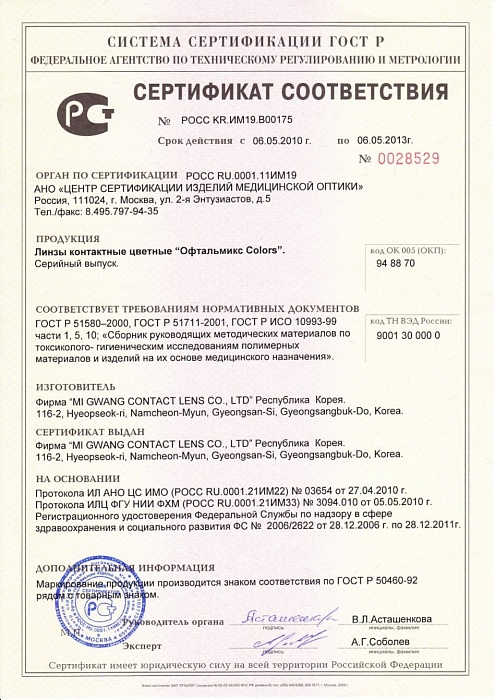 СИСТЕМА СЕРТИФИКАЦИИ ГОСТ Р
ФЕДЕРАЛЬНОЕ АГЕНТСТВО ПО ТЕХНИЧЕСКОМУ РЕГУЛИРОВАНИЮ И МЕТРОЛОГИИ
СЕРТИФИКАТ СООТВЕТСТВИЯ
№ РОСС KR.ИМ19.В00175
Срок действия с 06.05.2010 г. по 06.05.2013г.
№ 0028529
ОРГАН ПО СЕРТИФИКАЦИИ РОСС RU.0001.11ИМ19
АНО «ЦЕНТР СЕРТИФИКАЦИИ ИЗДЕЛИЙ МЕДИЦИНСКОЙ ОПТИКИ»
Россия, 111024, г. Москва, ул. 2-я Энтузиастов, д.5
Тел./факс: 8.495.797-94-35
ПРОДУКЦИЯ
Линзы контактные цветные “Офтальмикс Colors”.
Серийный выпуск.
код ОК 005 (ОКП):
94 88 70
СООТВЕТСТВУЕТ ТРЕБОВАНИЯМ НОРМАТИВНЫХ ДОКУМЕНТОВ
ГОСТ Р 51580–2000, ГОСТ Р 51711-2001, ГОСТ Р ИСО 10993-99
части 1, 5, 10; «Сборник руководящих методических материалов по
токсиколого- гигиеническим исследованиям полимерных
материалов и изделий на их основе медицинского назначения».
код ТН ВЭД России:
9001 30 000 0
ИЗГОТОВИТЕЛЬ
Фирма “MI GWANG CONTACT LENS CO., LTD” Республика Корея.
116-2, Hyeopseok-ri, Namcheon-Myun, Gyeongsan-Si, Gyeongsangbuk-Do, Korea.
СЕРТИФИКАТ ВЫДАН
Фирма “MI GWANG CONTACT LENS CO., LTD” Республика Корея.
116-2, Hyeopseok-ri, Namcheon-Myun, Gyeongsan-Si, Gyeongsangbuk-Do, Korea.
НА ОСНОВАНИИ
Протокола ИЛ АНО ЦС ИМО (РОСС RU.0001.21ИМ22) № 03654 от 27.04.2010 г.
Протокола ИЛЦ ФГУ НИИ ФХМ (РОСС RU.0001.21ИМ33) № 3094.010 от 05.05.2010 г.
Регистрационного удостоверения Федеральной Службы по надзору в сфере
здравоохранения и социального развития ФС № 2006/2622 от 28.12.2006 г. по 28.12.2011г.
ДОПОЛНИТЕЛЬНАЯ ИНФОРМАЦИЯ
Маркирование продукции производится знаком соответствия по ГОСТ Р 50460-92
рядом с товарным знаком.
Руководитель органа
подпись
В.Л.Асташенкова
инициалы, фамилия
М.П.
Эксперт
подпись
А.Г.Соболев
инициалы, фамилия
МОСКВА
Сертификат имеет юридическую силу на всей территории Российской Федерации